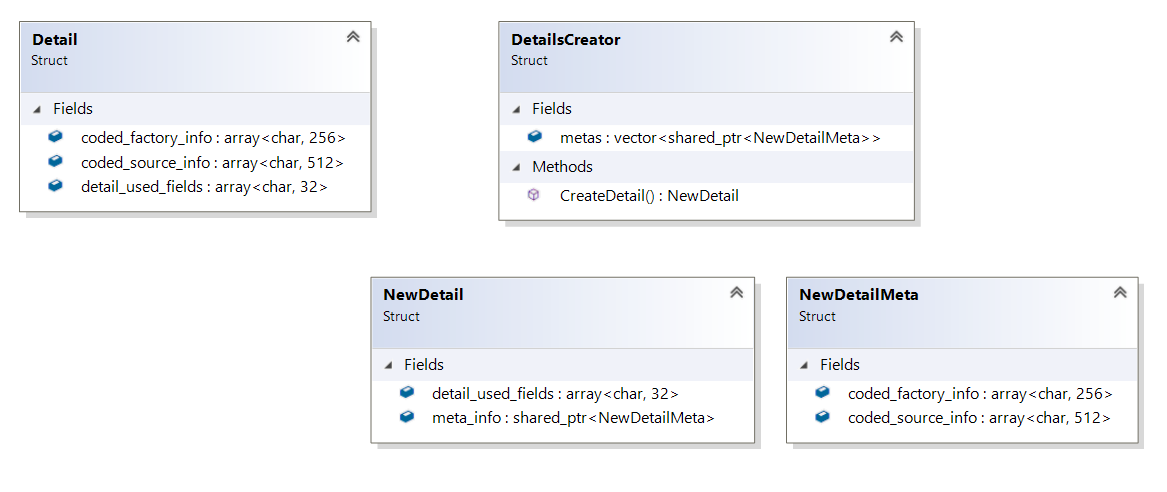 Detail
Struct
Fields
coded_factory_info : array<char, 256>
coded_source_info : array<char, 512>
detail_used_fields : array<char, 32>
DetailsCreator
Struct
Fields
metas : vector<shared_ptr<NewDetailMeta>>
Methods
CreateDetail() : NewDetail
NewDetail
Struct
Fields
detail_used_fields : array<char, 32>
meta_info : shared_ptr<NewDetailMeta>
NewDetailMeta
Struct
Fields
coded_factory_info : array<char, 256>
coded_source_info : array<char, 512>